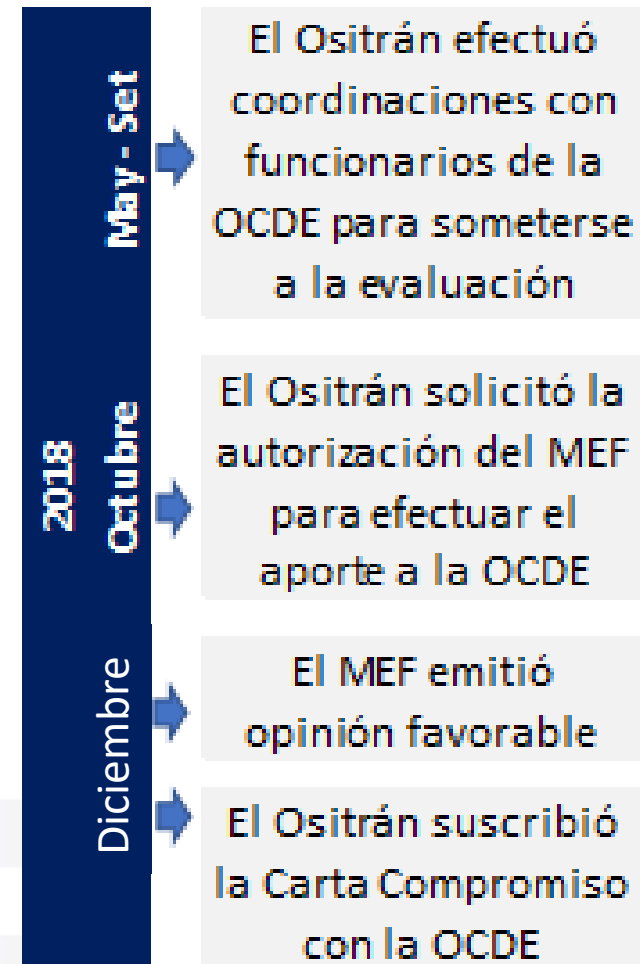 2018
May - Set
El Ositrán efectuó
coordinaciones con
funcionarios de la
OCDE para someterse
a la evaluación
Octubre
El Ositrán solicitó la
autorización del MEF
para efectuar el
aporte a la OCDE
Diciembre
El MEF emitió
opinión favorable
El Ositrán suscribió
la Carta Compromiso
con la OCDE